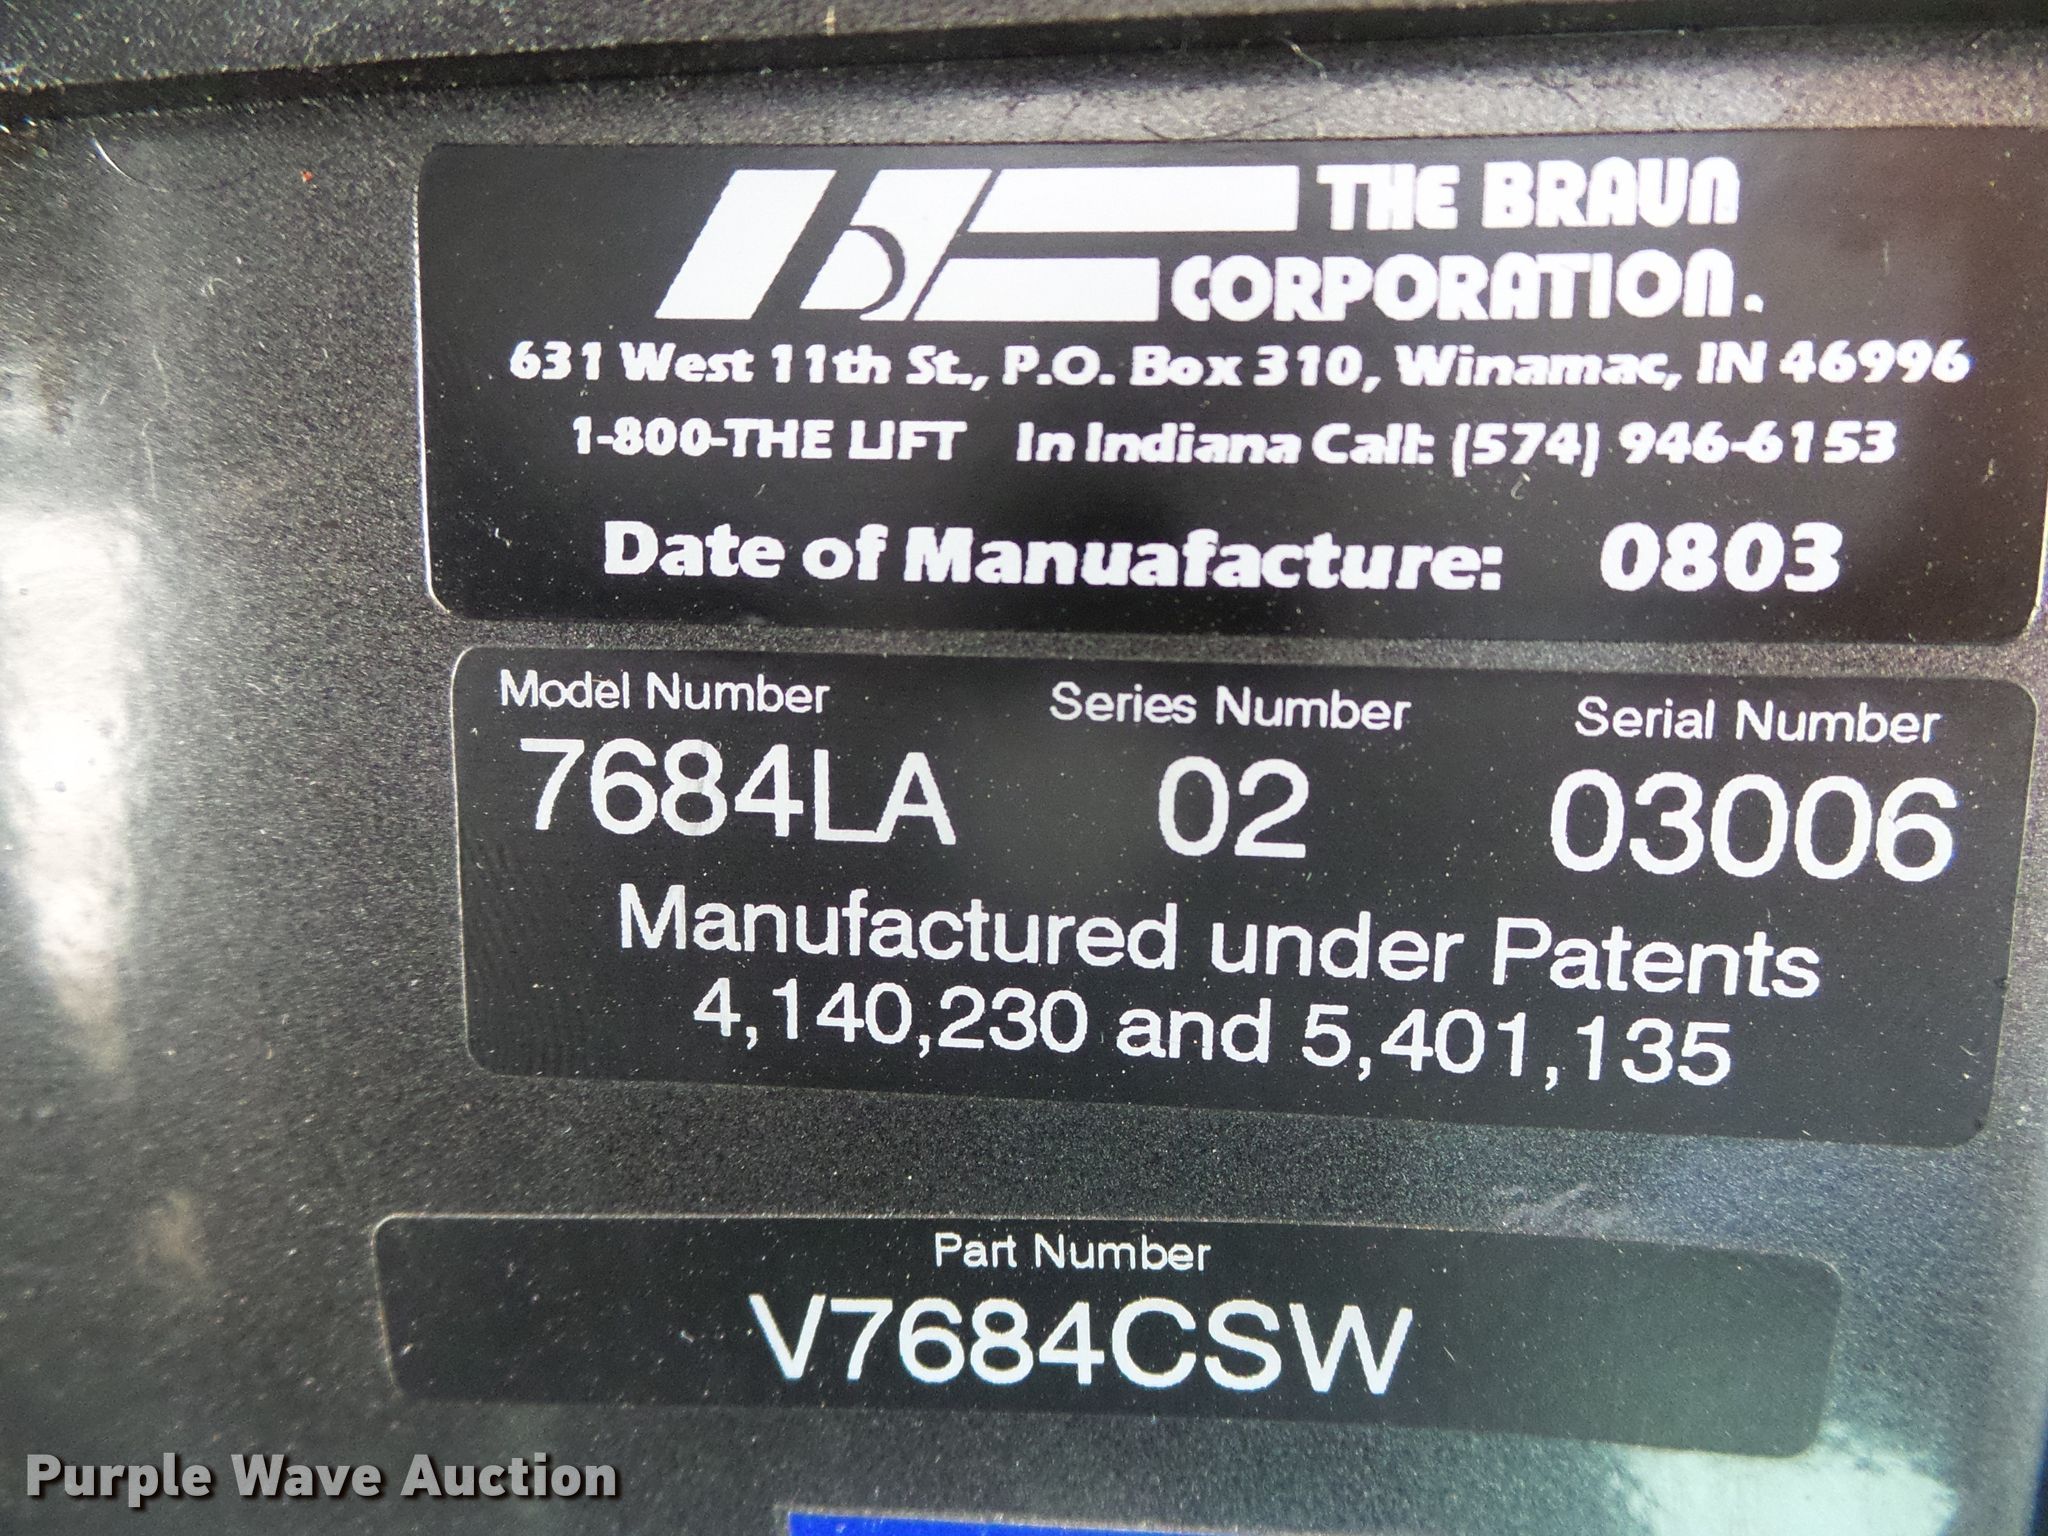 THE BRAUN
CORPORATION.
631 West 11th St., P.O. Box 310, Winamac, IN 46996
1-800-THE LIFT In Indiana Call: (574) 946-6153
Date of Manuafacture: 0803
Model Number Series Number Serial Number
7684LA 02 03006
Manufactured under Patents
4,140,230 and 5,401,135
Part Number
V7684CSW
Purple Wave Auction